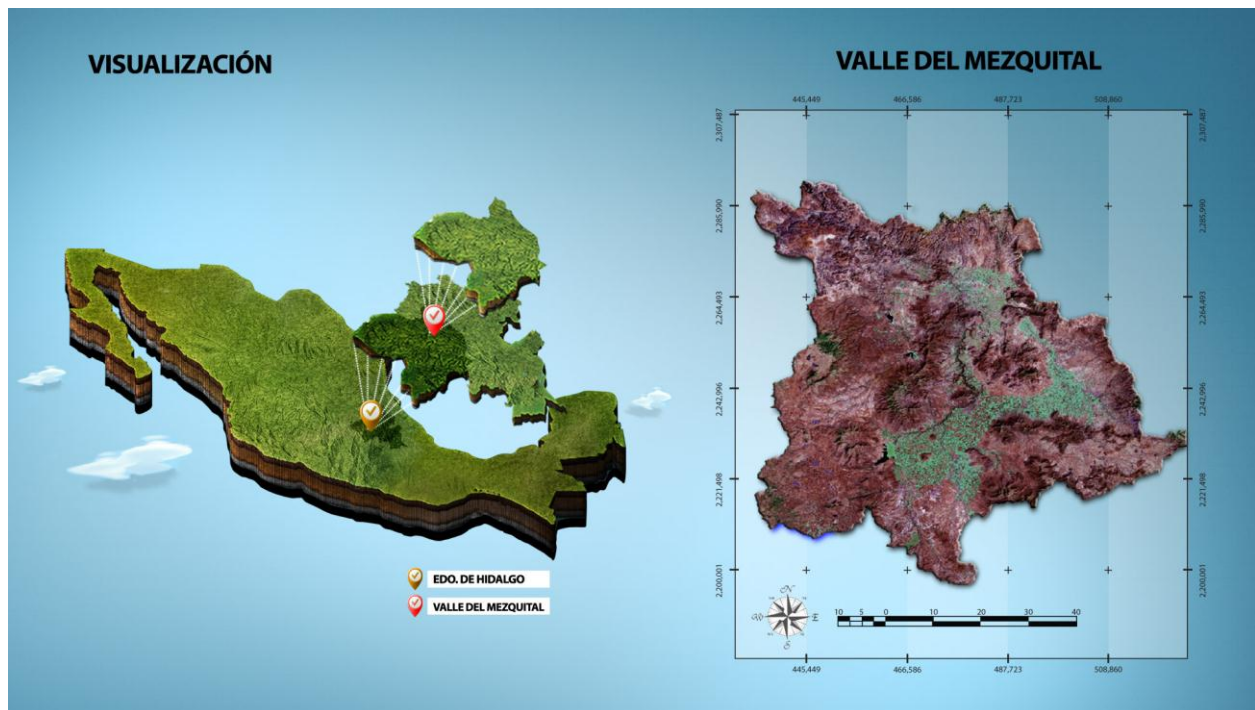 VISUALIZACIÓN
EDO. DE HIDALGO
VALLE DEL MEZQUITAL
VALLE DEL MEZQUITAL
445,449 466,586 487,723 508,860
2,307,487 2,307,487
2,285,990 2,285,990
2,264,493 2,264,493
2,242,996 2,242,996
2,221,498 2,221,498
2,200,001 2,200,001
N
W E
10 5 0 10 20 30 40
445,449 466,586 487,723 508,860